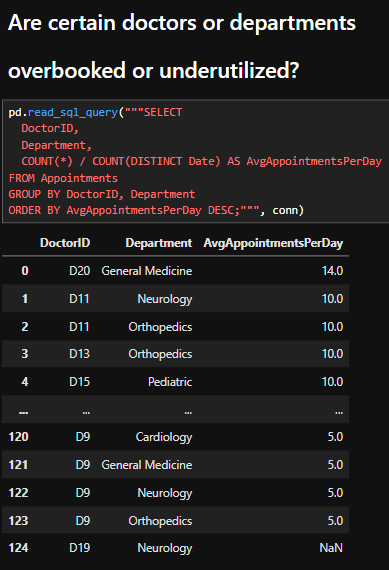 Are certain doctors or departments
overbooked or underutilized?
pd.read_sql_query("""SELECT
DoctorID,
Department,
COUNT(*) / COUNT(DISTINCT Date) AS AvgAppointmentsPerDay
FROM Appointments
GROUP BY DoctorID, Department
ORDER BY AvgAppointmentsPerDay DESC;""", conn)
DoctorID Department AvgAppointmentsPerDay
0 D20 General Medicine 14.0
1 D11 Neurology 10.0
2 D11 Orthopedics 10.0
3 D13 Orthopedics 10.0
4 D15 Pediatric 10.0
... ... ... ...
120 D9 Cardiology 5.0
121 D9 General Medicine 5.0
122 D9 Neurology 5.0
123 D9 Orthopedics 5.0
124 D19 Neurology NaN